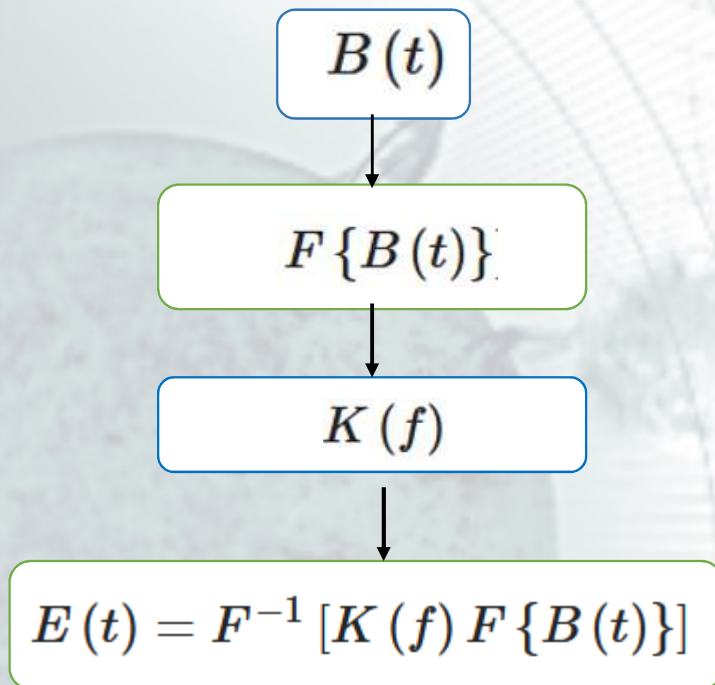 B (t)
F {B (t)}
K (f)
E (t) = F⁻¹ [K (f) F {B (t)}]